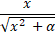 x
√x² + a